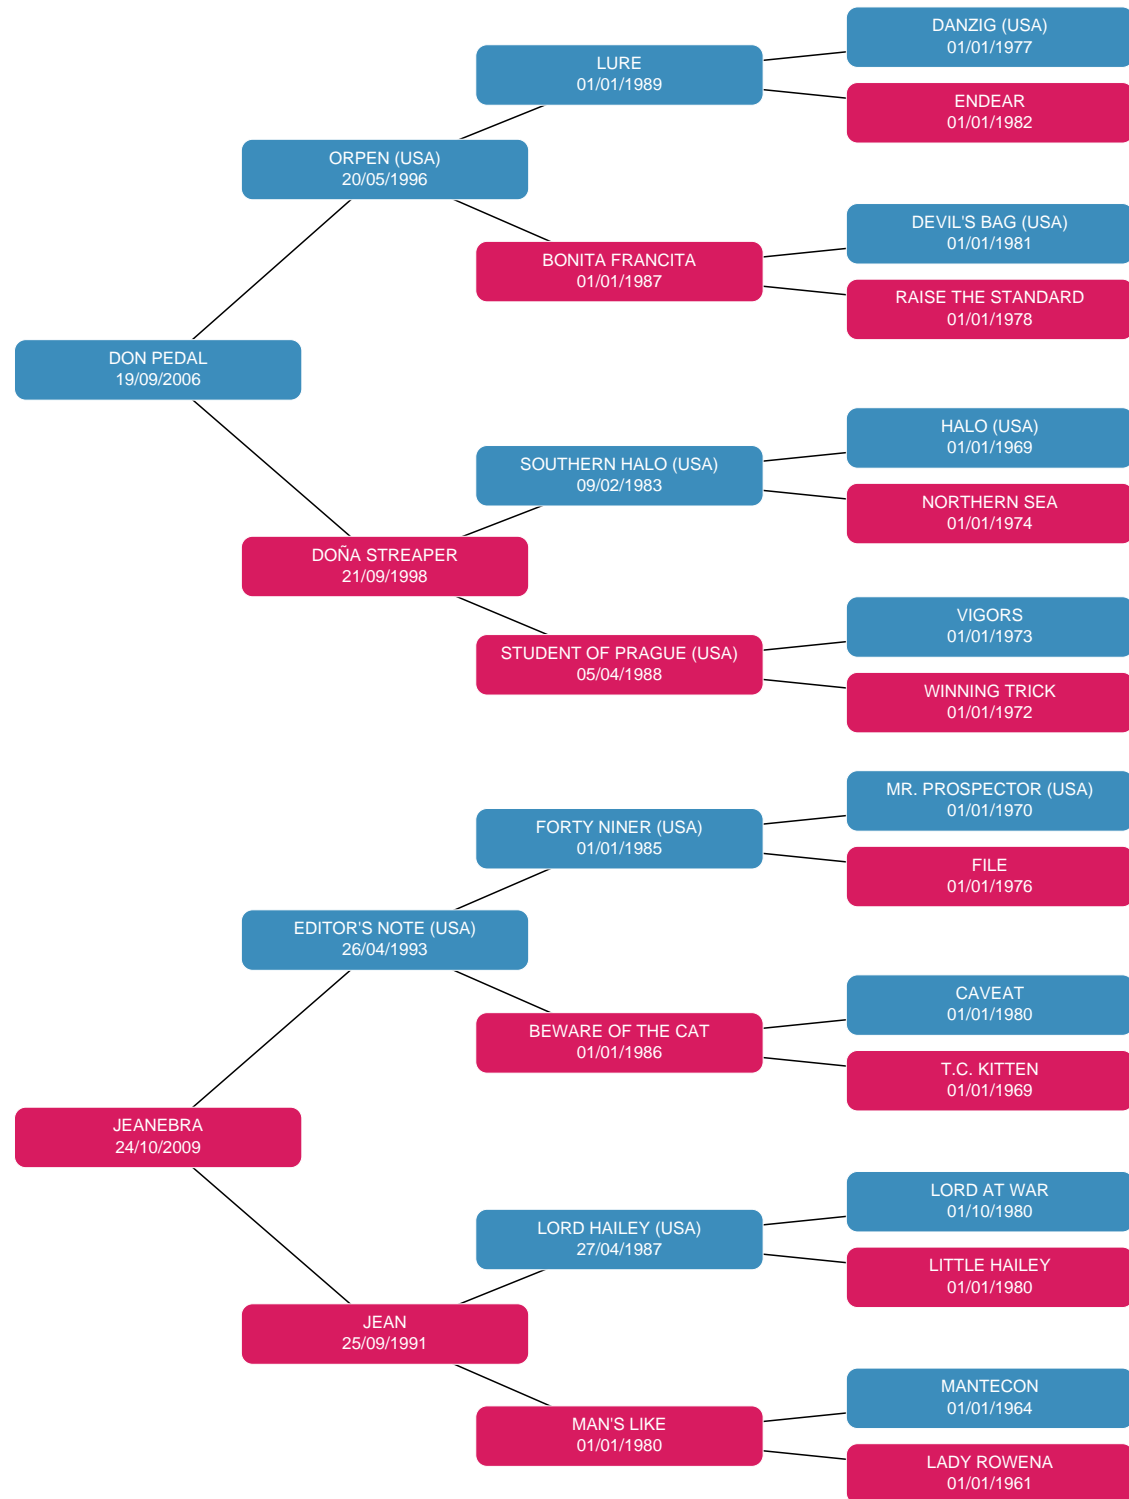 DANZIG (USA)
01/01/1977
LURE
01/01/1989
ENDEAR
01/01/1982
ORPEN (USA)
20/05/1996
DEVIL'S BAG (USA)
01/01/1981
BONITA FRANCITA
01/01/1987
RAISE THE STANDARD
01/01/1978
DON PEDAL
19/09/2006
HALO (USA)
01/01/1969
SOUTHERN HALO (USA)
09/02/1983
NORTHERN SEA
01/01/1974
DOÑA STREAPER
21/09/1998
VIGORS
01/01/1973
STUDENT OF PRAGUE (USA)
05/04/1988
WINNING TRICK
01/01/1972
MR. PROSPECTOR (USA)
01/01/1970
FORTY NINER (USA)
01/01/1985
FILE
01/01/1976
EDITOR'S NOTE (USA)
26/04/1993
CAVEAT
01/01/1980
BEWARE OF THE CAT
01/01/1986
T.C. KITTEN
01/01/1969
JEANEBRA
24/10/2009
LORD AT WAR
01/10/1980
LORD HAILEY (USA)
27/04/1987
LITTLE HAILEY
01/01/1980
JEAN
25/09/1991
MANTECON
01/01/1964
MAN'S LIKE
01/01/1980
LADY ROWENA
01/01/1961